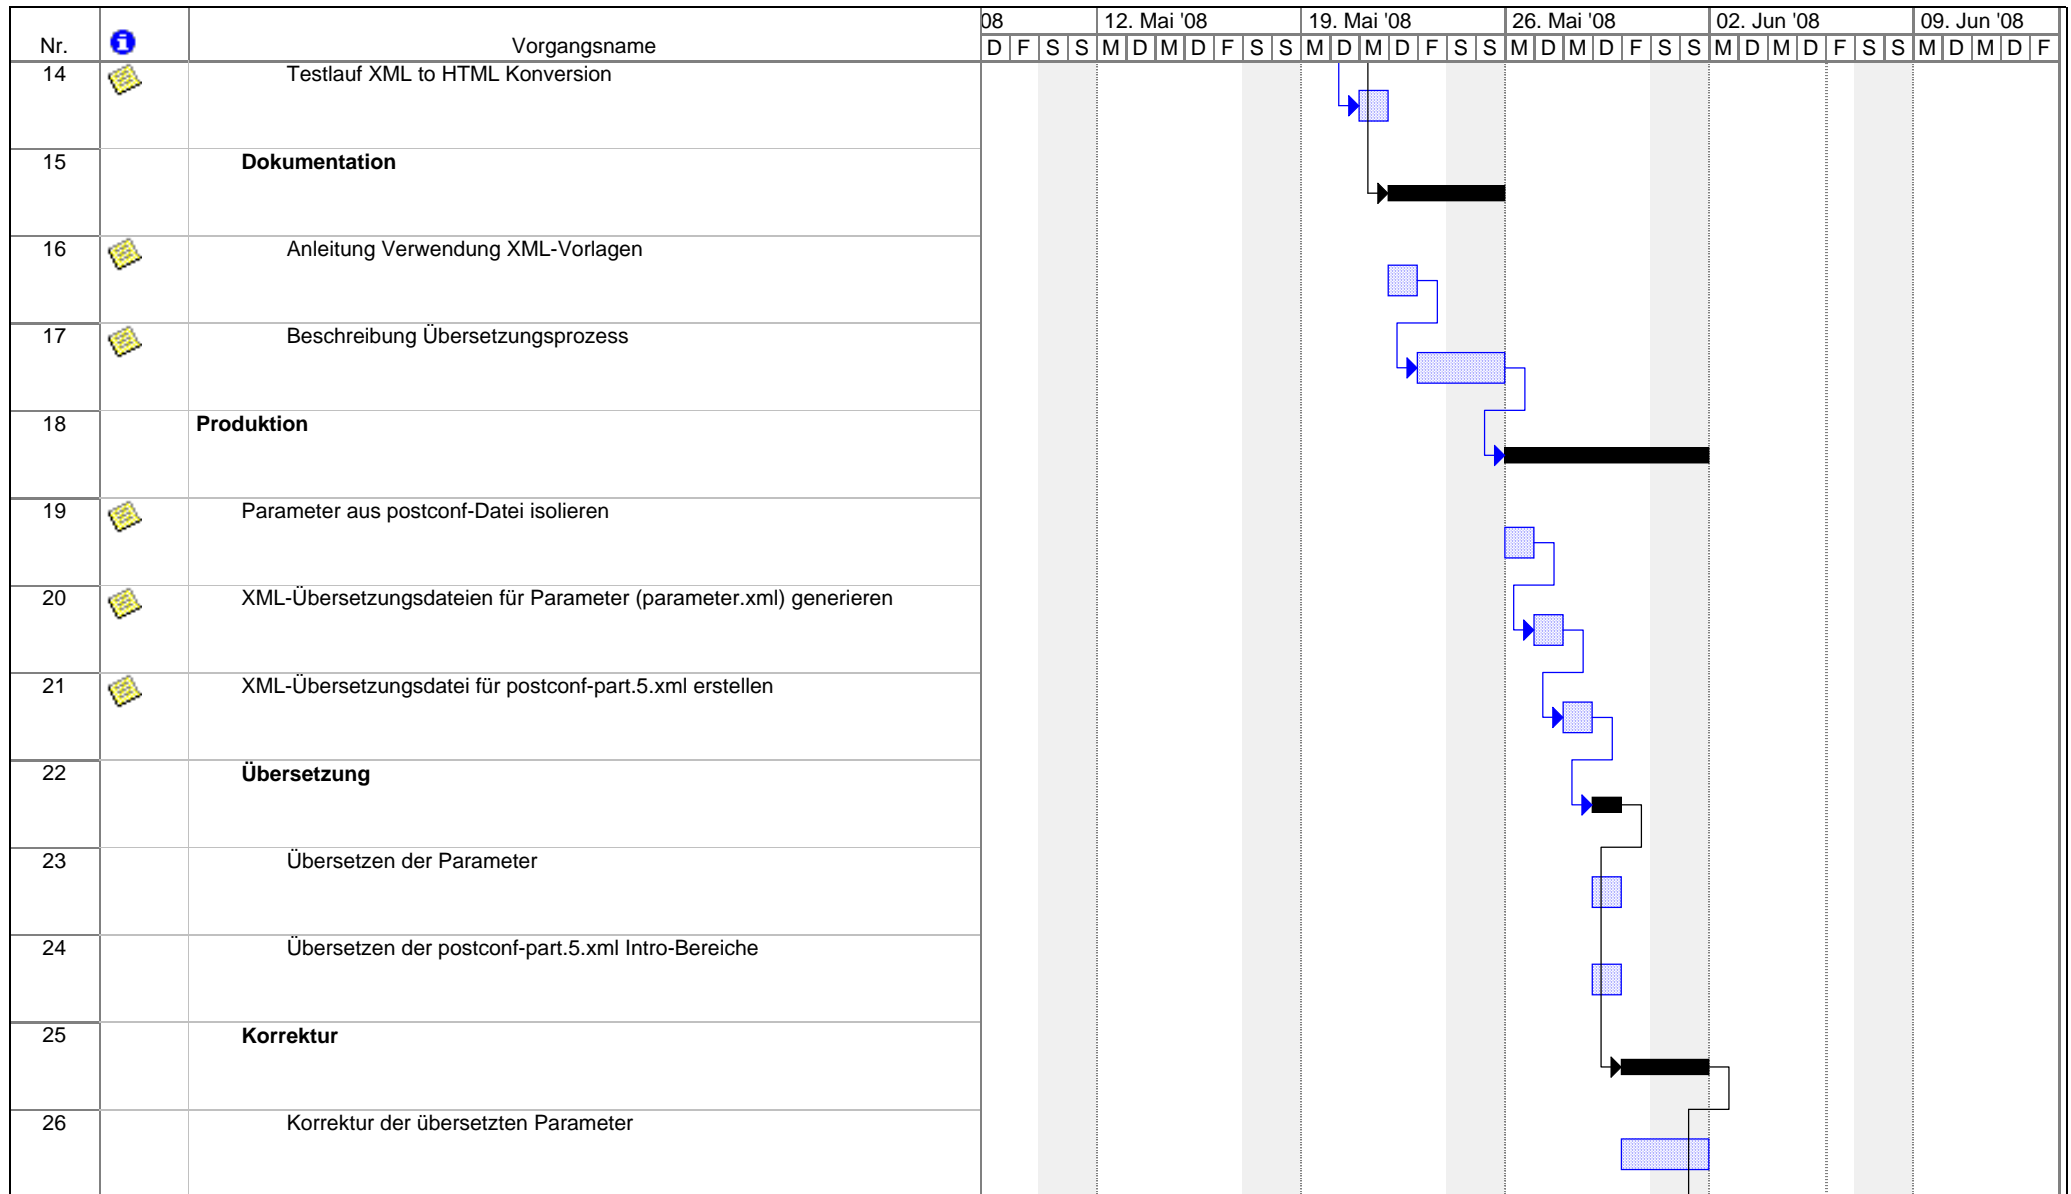 08 12. Mai '08 19. Mai '08 26. Mai '08 02. Jun '08 09. Jun '08
Nr. Vorgangsname D F S S M D M D F S S M D M D F S S M D M D F S S M D M D F S S M D M D F
14 Testlauf XML to HTML Konversion
15 Dokumentation
16 Anleitung Verwendung XML-Vorlagen
17 Beschreibung Übersetzungsprozess
18 Produktion
19 Parameter aus postconf-Datei isolieren
20 XML-Übersetzungsdateien für Parameter (parameter.xml) generieren
21 XML-Übersetzungsdatei für postconf-part.5.xml erstellen
22 Übersetzung
23 Übersetzen der Parameter
24 Übersetzen der postconf-part.5.xml Intro-Bereiche
25 Korrektur
26 Korrektur der übersetzten Parameter